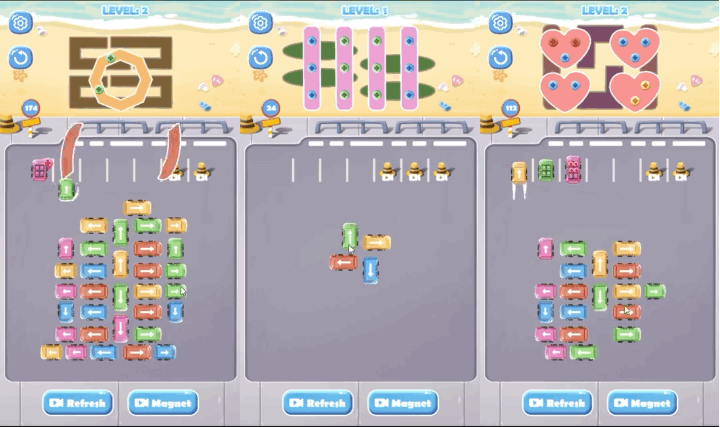 LEVEL: 2
174
Refresh
Magnet
LEVEL: 1
24
Refresh
Magnet
LEVEL: 2
112
Refresh
Magnet